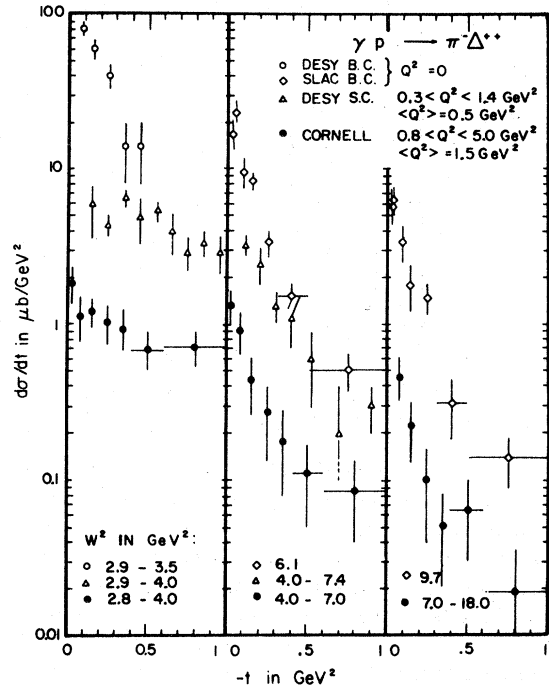 γ p → π⁻Δ⁺⁺
○ DESY B.C.
◇ SLAC B.C.
} Q² = 0
△ DESY S.C. 0.3 < Q² < 1.4 GeV²
<Q²> = 0.5 GeV²
● CORNELL 0.8 < Q² < 5.0 GeV²
<Q²> = 1.5 GeV²
100
10
1.0
0.1
0.01
dσ/dt in μb/GeV²
W² IN GeV²:
○ 2.9 - 3.5
△ 2.9 - 4.0
● 2.8 - 4.0
◇ 6.1
△ 4.0 - 7.4
● 4.0 - 7.0
◇ 9.7
● 7.0 - 18.0
0 0.5 1 0 .5 1 0 .5 1
-t in GeV²